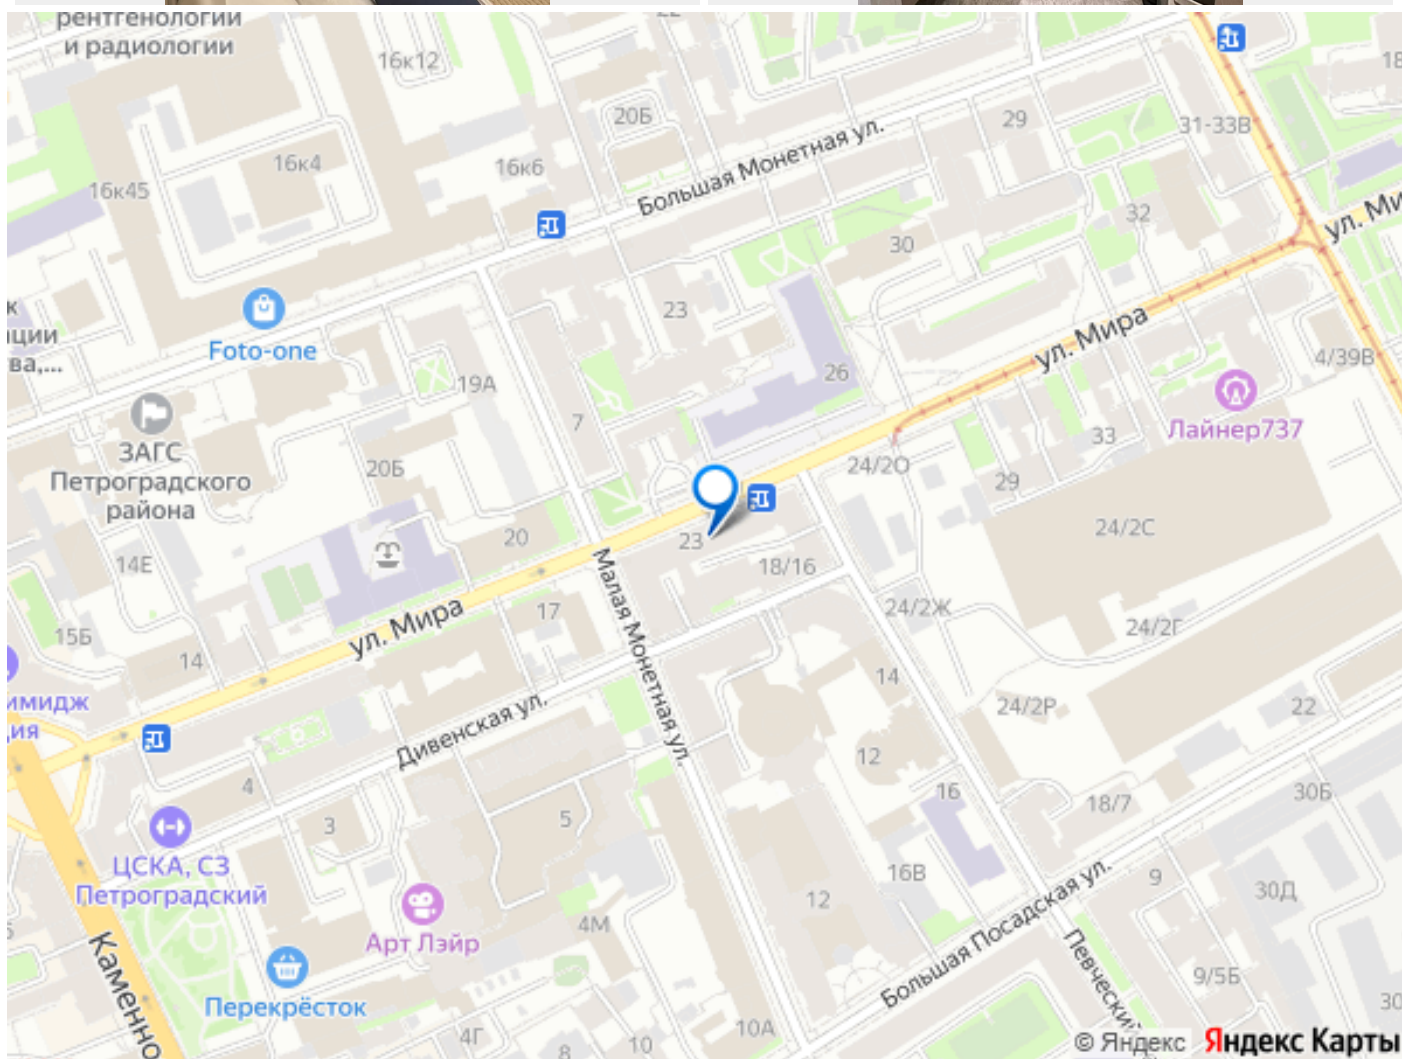 рентгенологии
и радиологии
22
16к12
18
20Б
29
31-33В
Большая Монетная ул.
16к4
16к6
16к45
32
ул. Ми
30
к
ции
ва,...
Foto-one
23
ул. Мира
4/39В
26
19А
ЗАГС
Петроградского
района
7
Лайнер737
33
20Б
24/2О
29
24/2С
20
23
14Е
18/16
Малая Монетная ул.
24/2Ж
17
ул. Мира
24/2Г
15Б
14
14
имидж
ия
24/2Р
22
Дивенская ул.
12
4
16
18/7
30Б
3
5
ЦСКА, СЗ
Петроградский
16В
9
30Д
12
Большая Посадская ул.
4М
Арт Лэйр
Каменно
Певческий
9/5Б
Перекрёсток
30
4Г
8
10
10А
© Яндекс Яндекс Карты